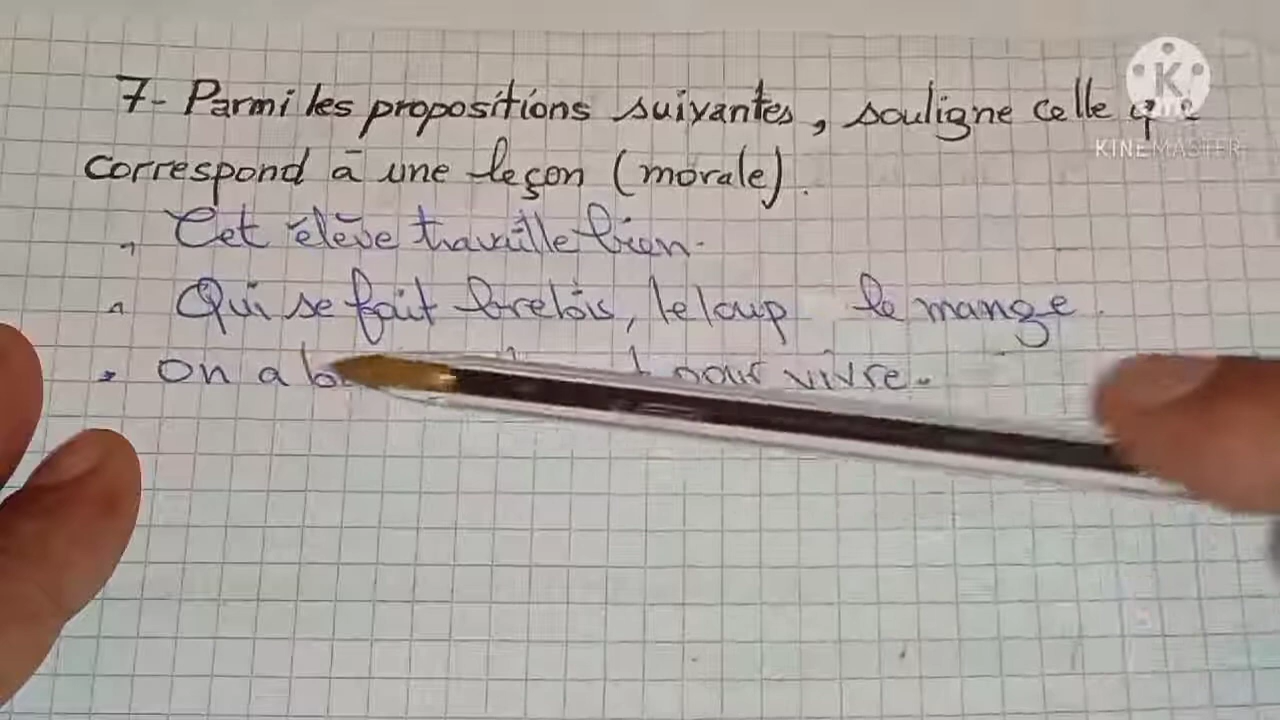 7- Parmi les propositions suivantes, souligne celle
correspond à une leçon (morale).
Cet élève travaille bien.
Qui se fait brebis, le loup le mange.
On a pour vivre.
K
KINEMASTER